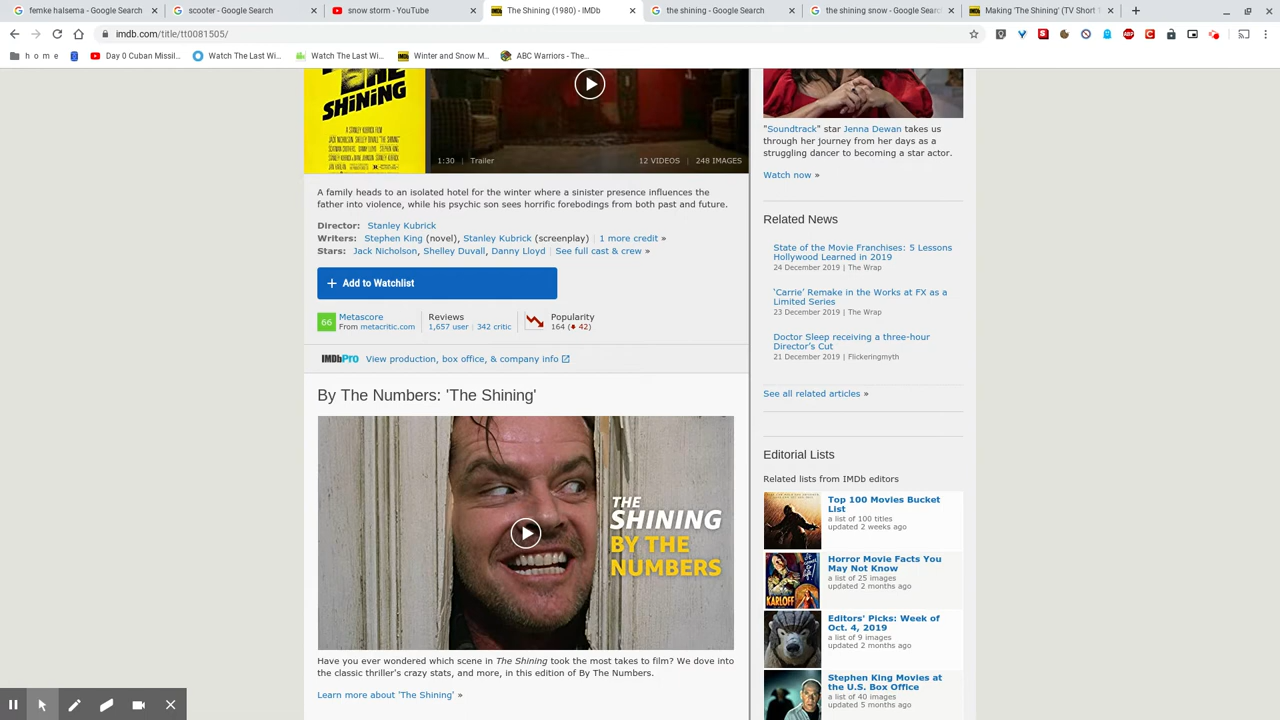 femke halsema - Google Search
scooter - Google Search
snow storm - YouTube
The Shining (1980) - IMDb
the shining - Google Search
the shining snow - Google Searc
Making 'The Shining' (TV Short
imdb.com/title/tt0081505/
h o m e
Day 0 Cuban Missil...
Watch The Last Wi...
Watch The Last Wi...
Winter and Snow M...
ABC Warriors - The...
THE
SHiNiNG
A STANLEY KUBRICK FILM
1:30 | Trailer
12 VIDEOS | 248 IMAGES
A family heads to an isolated hotel for the winter where a sinister presence influences the
father into violence, while his psychic son sees horrific forebodings from both past and future.
Director: Stanley Kubrick
Writers: Stephen King (novel), Stanley Kubrick (screenplay) | 1 more credit »
Stars: Jack Nicholson, Shelley Duvall, Danny Lloyd | See full cast & crew »
+ Add to Watchlist
66 Metascore
From metacritic.com
Reviews
1,657 user | 342 critic
Popularity
164 (42)
IMDbPro View production, box office, & company info
By The Numbers: 'The Shining'
THE
SHINING
BY THE
NUMBERS
Have you ever wondered which scene in The Shining took the most takes to film? We dove into
the classic thriller's crazy stats, and more, in this edition of By The Numbers.
Learn more about 'The Shining' »
"Soundtrack" star Jenna Dewan takes us
through her journey from her days as a
struggling dancer to becoming a star actor.
Watch now »
Related News
State of the Movie Franchises: 5 Lessons
Hollywood Learned in 2019
24 December 2019 | The Wrap
'Carrie' Remake in the Works at FX as a
Limited Series
23 December 2019 | The Wrap
Doctor Sleep receiving a three-hour
Director's Cut
21 December 2019 | Flickeringmyth
See all related articles »
Editorial Lists
Related lists from IMDb editors
Top 100 Movies Bucket
List
a list of 100 titles
updated 2 weeks ago
KARLOFF
Horror Movie Facts You
May Not Know
a list of 25 images
updated 2 months ago
Editors' Picks: Week of
Oct. 4, 2019
a list of 9 images
updated 2 months ago
Stephen King Movies at
the U.S. Box Office
a list of 40 images
updated 5 months ago